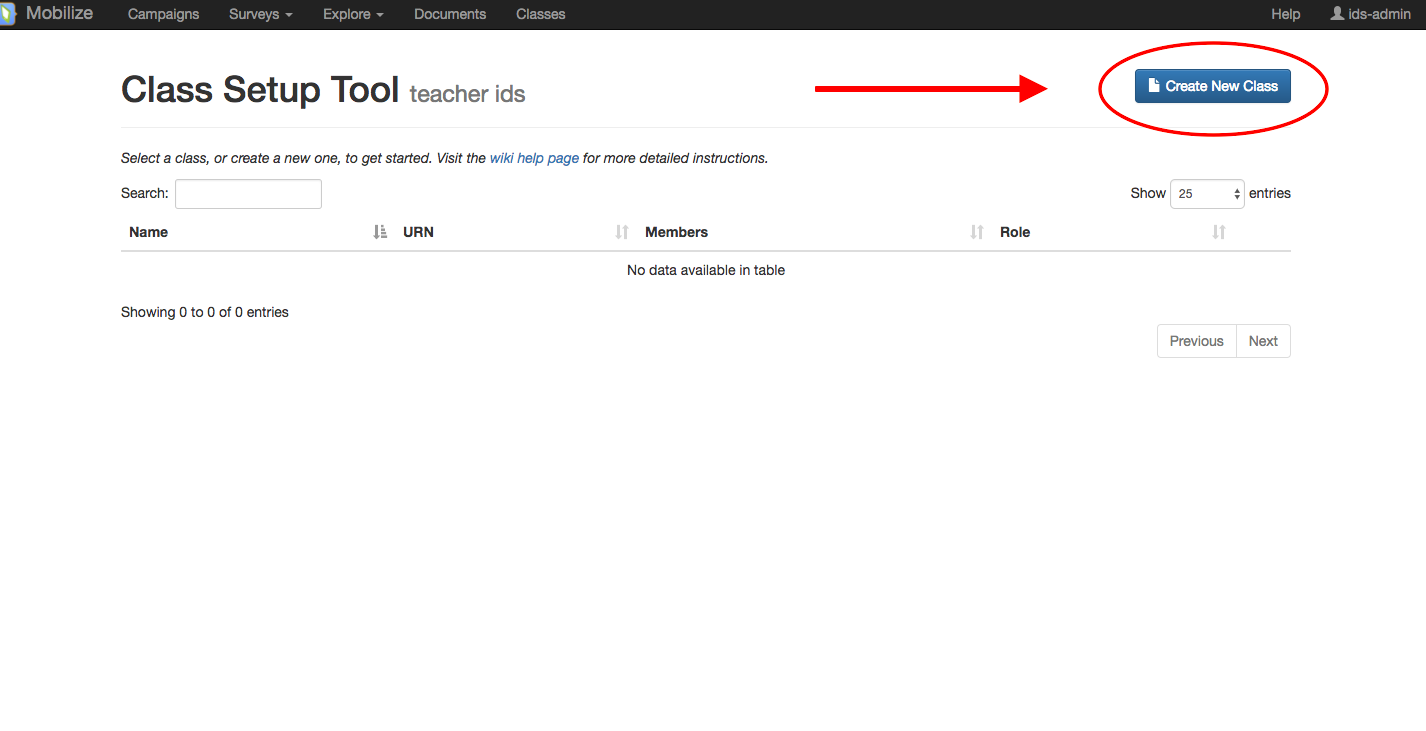 Mobilize Campaigns Surveys Explore Documents Classes Help ids-admin
Class Setup Tool teacher ids Create New Class
Select a class, or create a new one, to get started. Visit the wiki help page for more detailed instructions.
Search: Show 25 entries
Name URN Members Role
No data available in table
Showing 0 to 0 of 0 entries
Previous Next